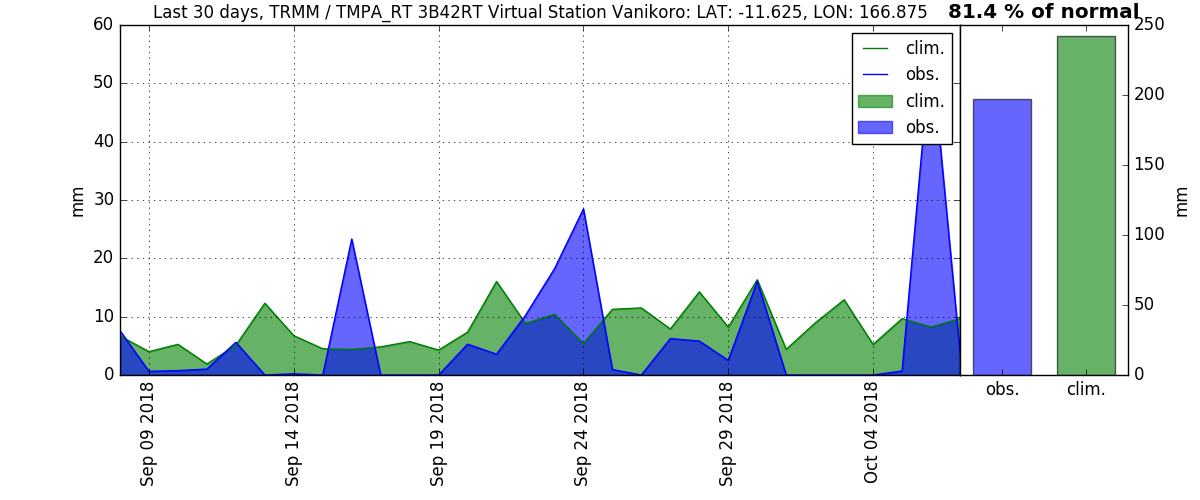 Last 30 days, TRMM / TMPA_RT 3B42RT Virtual Station Vanikoro: LAT: -11.625, LON: 166.875
81.4 % of normal
60
50
40
30
20
10
0
mm
clim.
obs.
clim.
obs.
Sep 09 2018
Sep 14 2018
Sep 19 2018
Sep 24 2018
Sep 29 2018
Oct 04 2018
250
200
150
100
50
0
mm
obs.
clim.